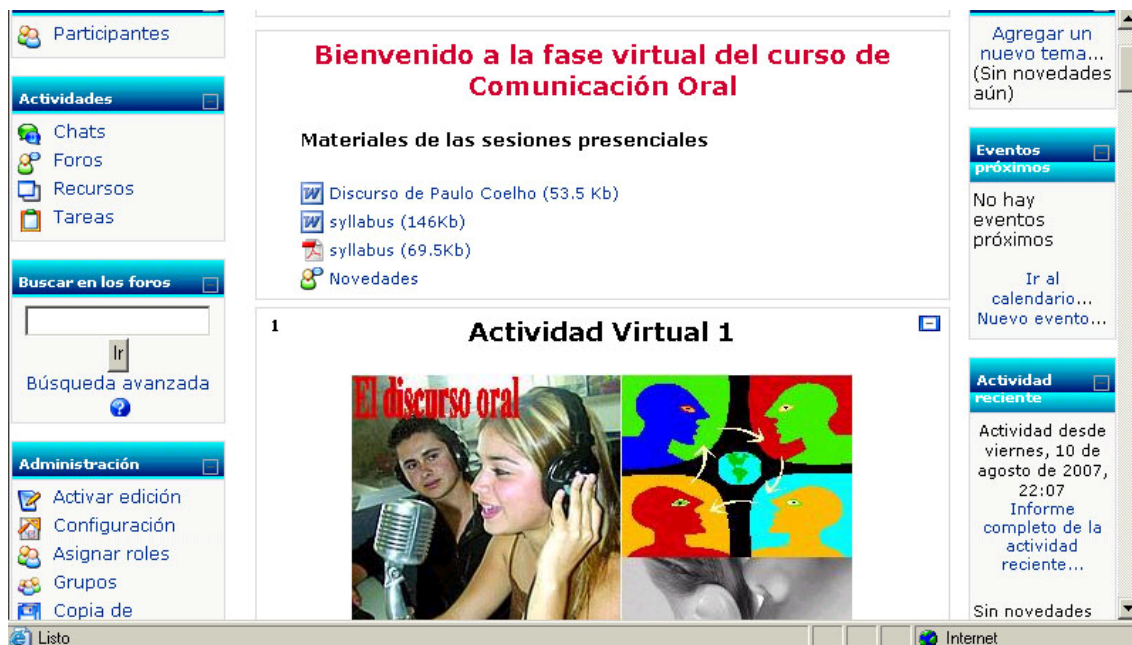 Participantes
Actividades
Chats
Foros
Recursos
Tareas
Buscar en los foros
Ir
Búsqueda avanzada
?
Administración
Activar edición
Configuración
Asignar roles
Grupos
Copia de
Bienvenido a la fase virtual del curso de
Comunicación Oral
Materiales de las sesiones presenciales
Discurso de Paulo Coelho (53.5 Kb)
syllabus (146Kb)
syllabus (69.5Kb)
Novedades
1
Actividad Virtual 1
El discurso oral
Agregar un
nuevo tema...
(Sin novedades
aún)
Eventos
próximos
No hay
eventos
próximos
Ir al
calendario...
Nuevo evento...
Actividad
reciente
Actividad desde
viernes, 10 de
agosto de 2007,
22:07
Informe
completo de la
actividad
reciente...
Sin novedades
Listo
Internet